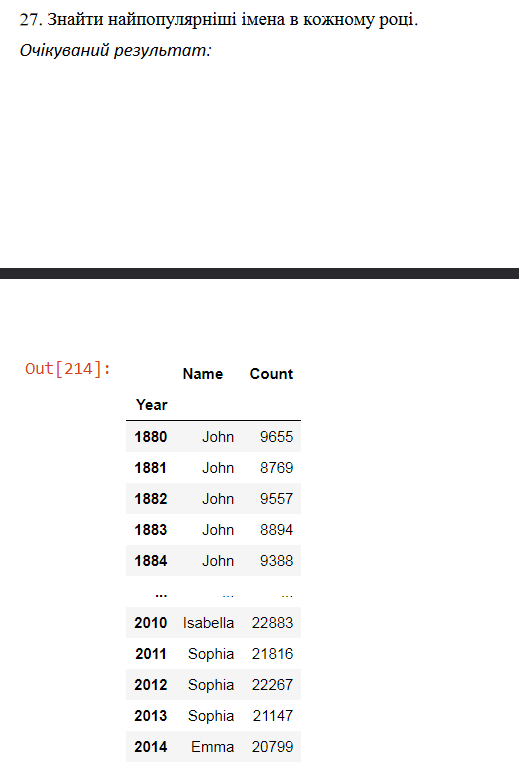 27. Знайти найпопулярніші імена в кожному році.
Очікуваний результат:
Out[214]:
Name Count
Year
1880 John 9655
1881 John 8769
1882 John 9557
1883 John 8894
1884 John 9388
... ... ...
2010 Isabella 22883
2011 Sophia 21816
2012 Sophia 22267
2013 Sophia 21147
2014 Emma 20799